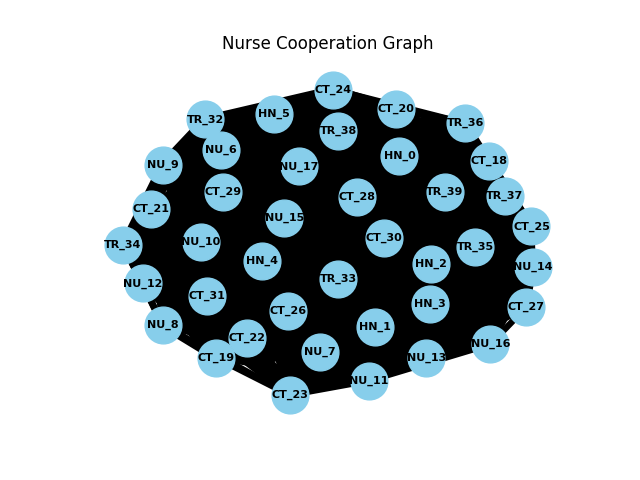 Nurse Cooperation Graph
CT_24
CT_20
HN_5
TR_32
TR_36
TR_38
NU_6
HN_0
CT_18
NU_9
NU_17
CT_29
TR_39
TR_37
CT_28
CT_21
NU_15
CT_25
CT_30
NU_10
TR_34
TR_35
HN_4
HN_2
NU_14
TR_33
NU_12
CT_31
HN_3
CT_27
CT_26
NU_8
HN_1
CT_22
NU_16
NU_7
CT_19
NU_13
NU_11
CT_23